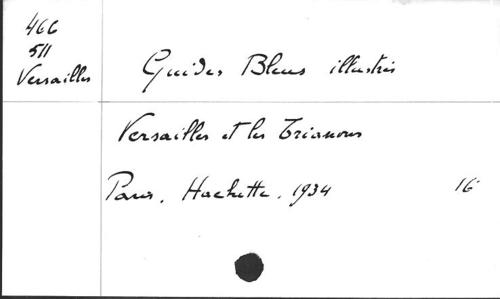 466
511
Versailles
Guides Bleus illustrés
Versailles et les Trianons
Paris, Hachette, 1934 16°